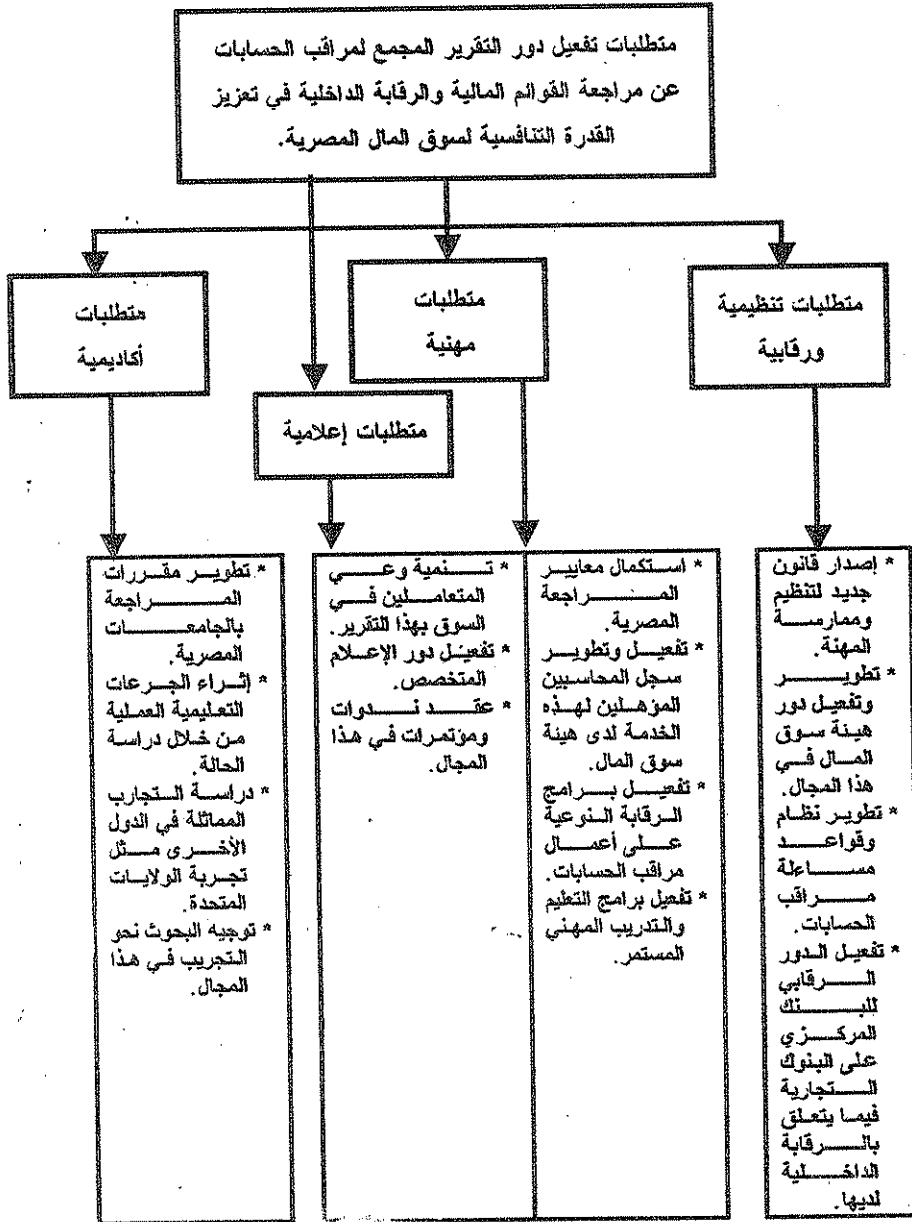 متطلبات تفعيل دور التقرير المجمع لمراقب الحسابات
عن مراجعة القوائم المالية والرقابة الداخلية في تعزيز
القدرة التنافسية لسوق المال المصرية.
متطلبات تنظيمية
ورقابية
متطلبات
مهنية
متطلبات إعلامية
متطلبات
أكاديمية
* إصدار قانون
جديد لتنظيم
وممارسة
المهنة.
* تطوير
وتفعيل دور
هيئة سوق
المال في
هذا المجال.
* تطوير نظام
وقواعد
مساءلة
مراقب
الحسابات.
* تفعيل الدور
الرقابي
للبنك
المركزي
على البنوك
التجارية
فيما يتعلق
بالرقابة
الداخلية
لديها.
* استكمال معايير
المراجعة
المصرية.
* تفعيل وتطوير
سجل المحاسبين
المؤهلين لهذه
الخدمة لدى هيئة
سوق المال.
* تفعيل برامج
الرقابة النوعية
على أعمال
مراقب الحسابات.
* تفعيل برامج التعليم
والتدريب المهني
المستمر.
* تنمية وعي
المتعاملين في
السوق بهذا التقرير.
* تفعيل دور الإعلام
المتخصص.
* عقد ندوات
ومؤتمرات في هذا
المجال.
* تطوير مقررات
المراجعة
بالجامعات
المصرية.
* إثراء الجرعات
التعليمية العملية
من خلال دراسة
الحالة.
* دراسة التجارب
المماثلة في الدول
الأخرى مثل
تجربة الولايات
المتحدة.
* توجيه البحوث نحو
التجريب في هذا
المجال.